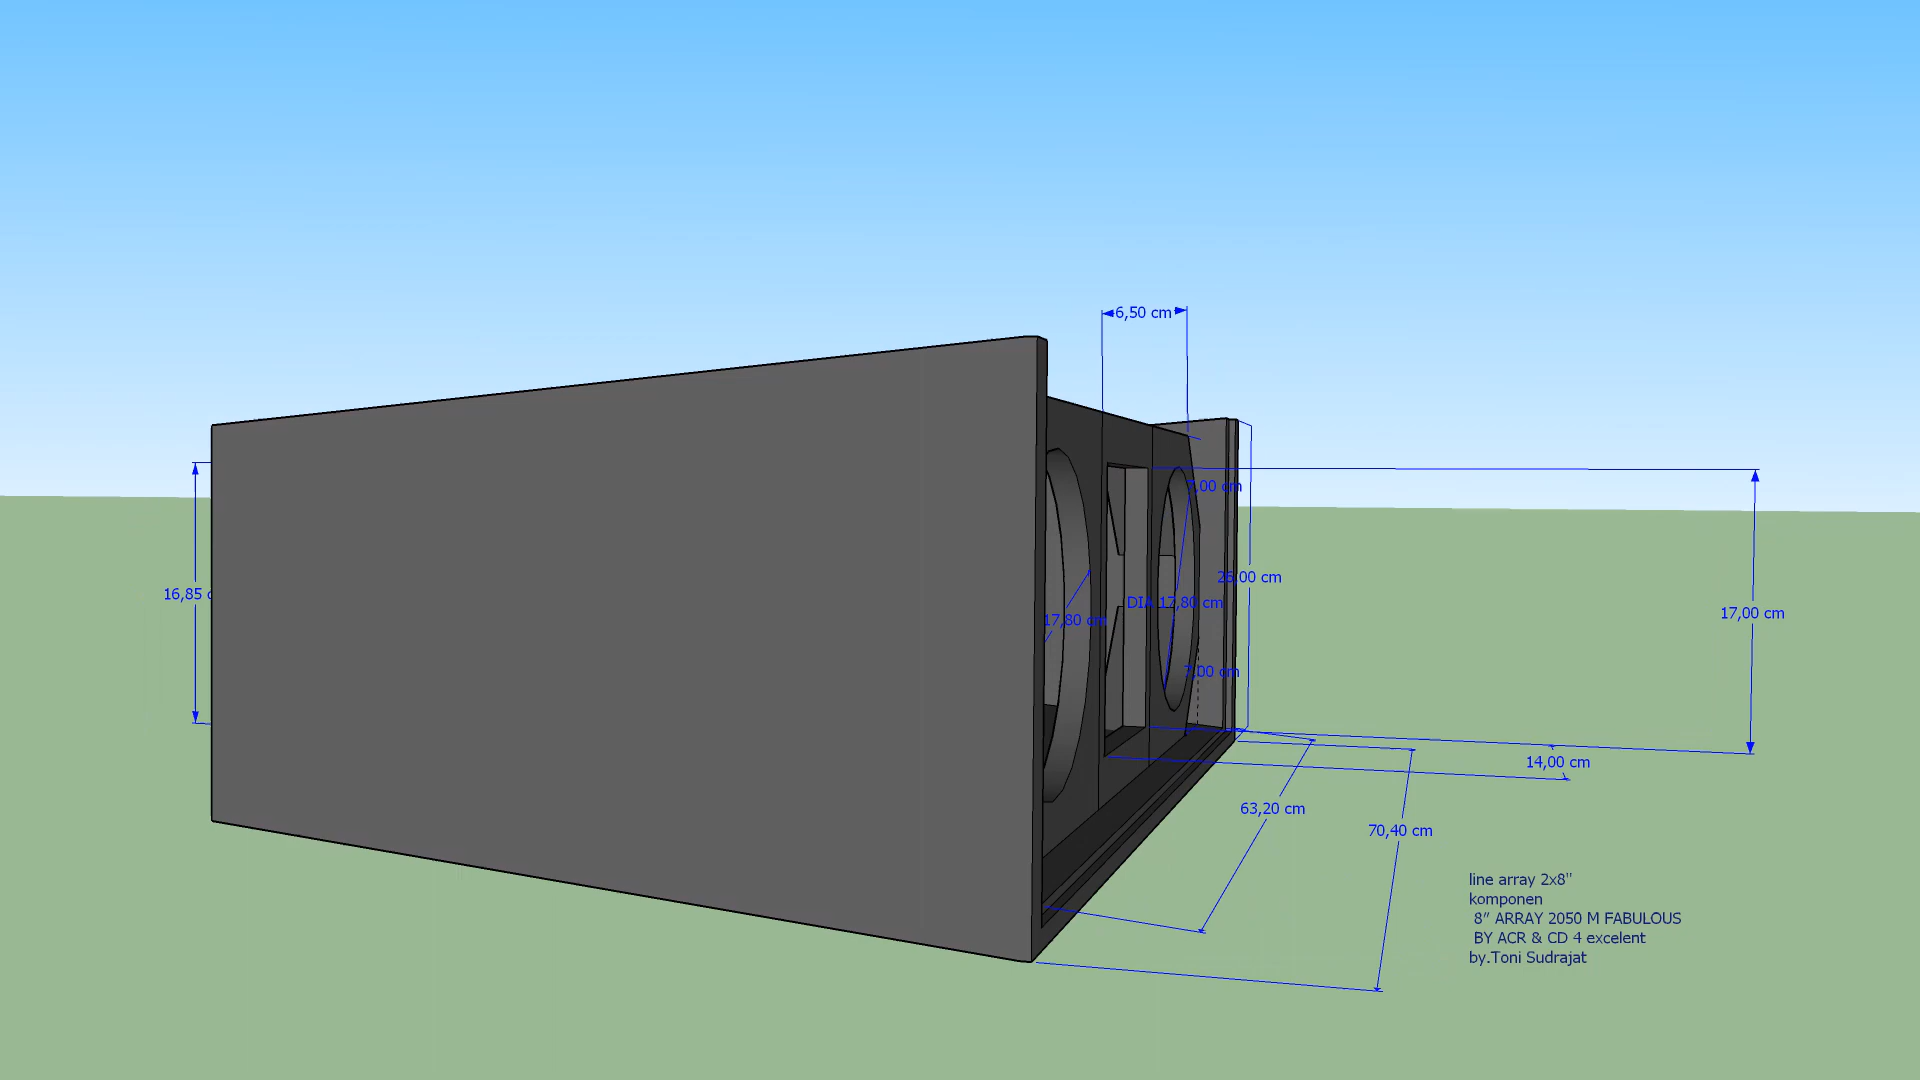 6,50 cm
7,00 cm
26,00 cm
16,85 c
DIA 17,80 cm
17,00 cm
17,80 cm
7,00 cm
14,00 cm
63,20 cm
70,40 cm
line array 2x8"
komponen
8" ARRAY 2050 M FABULOUS
BY ACR & CD 4 excelent
by.Toni Sudrajat